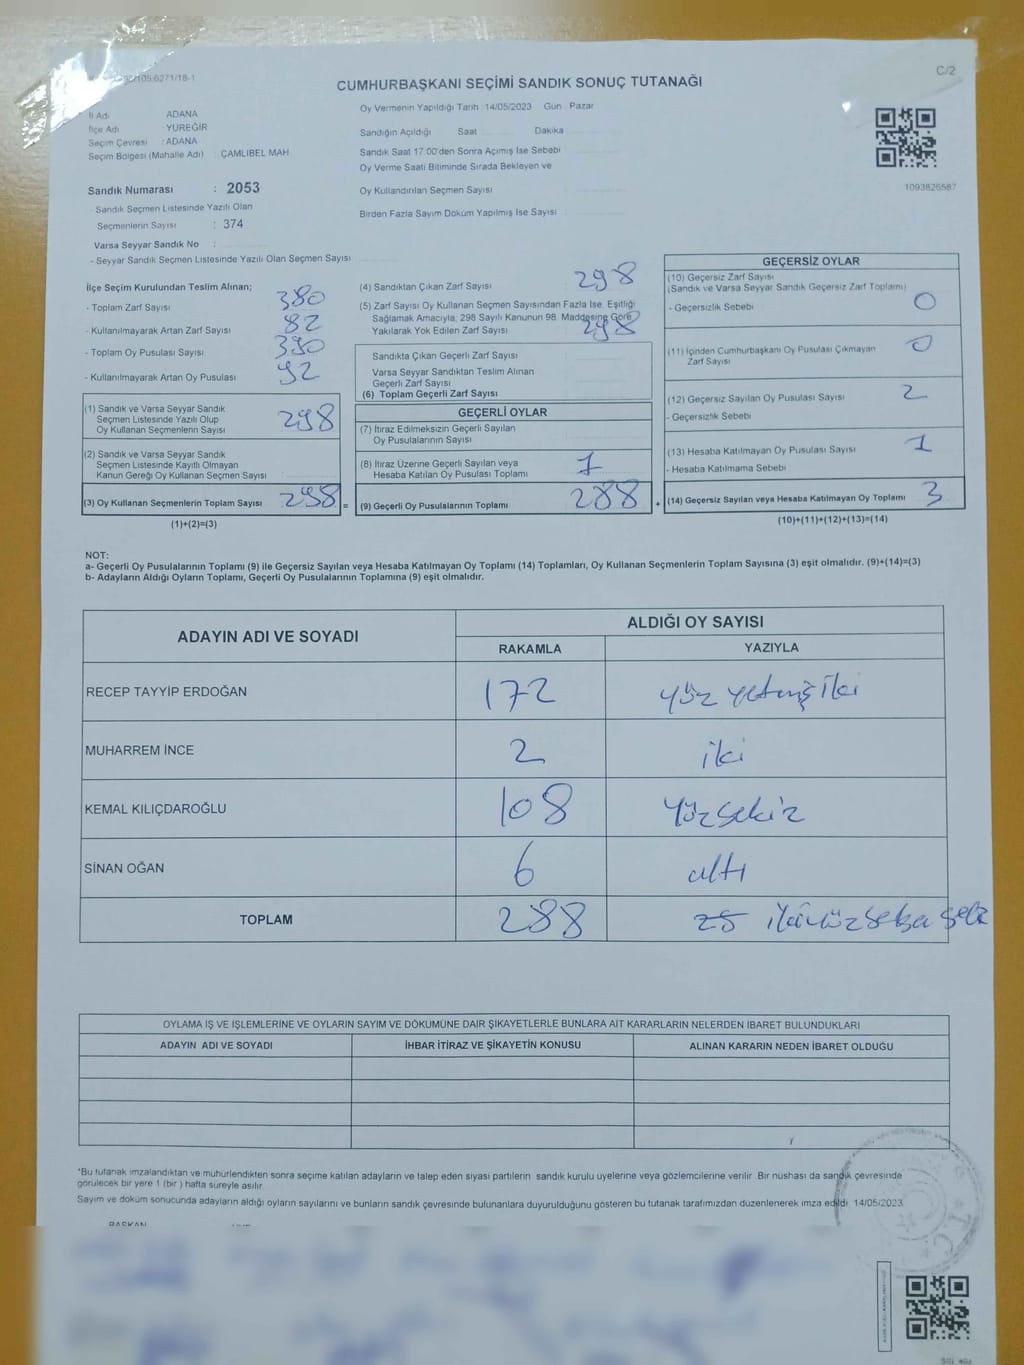 C/2
CUMHURBAŞKANI SEÇİMİ SANDIK SONUÇ TUTANAĞI
İl Adı ADANA
İlçe Adı YÜREĞİR
Seçim Çevresi : ADANA
Seçim Bölgesi (Mahalle Adı) : ÇAMLIBEL MAH
Sandık Numarası : 2053
- Sandık Seçmen Listesinde Yazılı Olan
Seçmenlerin Sayısı : 374
Varsa Seyyar Sandık No :
- Seyyar Sandık Seçmen Listesinde Yazılı Olan Seçmen Sayısı
Oy Vermenin Yapıldığı Tarih 14/05/2023 Gün : Pazar
Sandığın Açıldığı Saat Dakika
Sandık Saat 17:00'den Sonra Açımış İse Sebebi
Oy Verme Saati Bitiminde Sırada Bekleyen ve
Oy Kullandırılan Seçmen Sayısı
Birden Fazla Sayım Döküm Yapılmış İse Sayısı :
1093826587
İlçe Seçim Kurulundan Teslim Alınan;
- Toplam Zarf Sayısı 380
- Kullanılmayarak Artan Zarf Sayısı 82
- Toplam Oy Pusulası Sayısı
- Kullanılmayarak Artan Oy Pusulası
(1) Sandık ve Varsa Seyyar Sandık
Seçmen Listesinde Yazılı Olup
Oy Kullanan Seçmenlerin Sayısı 298
(2) Sandık ve Varsa Seyyar Sandık
Seçmen Listesinde Kayıtlı Olmayan
Kanun Gereği Oy Kullanan Seçmen Sayısı
(3) Oy Kullanan Seçmenlerin Toplam Sayısı 298 =
(1)+(2)=(3)
(4) Sandıktan Çıkan Zarf Sayısı 298
(5) Zarf Sayısı Oy Kullanan Seçmen Sayısından Fazla İse, Eşitliği
Sağlamak Amacıyla; 298 Sayılı Kanunun 98. Maddesine Göre
Yakılarak Yok Edilen Zarf Sayısı 298
Sandıkta Çıkan Geçerli Zarf Sayısı
Varsa Seyyar Sandıktan Teslim Alınan
Geçerli Zarf Sayısı
(6) Toplam Geçerli Zarf Sayısı
GEÇERLİ OYLAR
(7) İtiraz Edilmeksizin Geçerli Sayılan
Oy Pusulalarının Sayısı
(8) İtiraz Üzerine Geçerli Sayılan veya
Hesaba Katılan Oy Pusulası Toplamı 1
(9) Geçerli Oy Pusulalarının Toplamı 288 +
GEÇERSİZ OYLAR
(10) Geçersiz Zarf Sayısı
(Sandık ve Varsa Seyyar Sandık Geçersiz Zarf Toplamı)
- Geçersizlik Sebebi 0
(11) İçinden Cumhurbaşkanı Oy Pusulası Çıkmayan
Zarf Sayısı 0
(12) Geçersiz Sayılan Oy Pusulası Sayısı 2
- Geçersizlik Sebebi
(13) Hesaba Katılmayan Oy Pusulası Sayısı 1
- Hesaba Katılmama Sebebi
(14) Geçersiz Sayılan veya Hesaba Katılmayan Oy Toplamı 3
(10)+(11)+(12)+(13)=(14)
NOT:
a- Geçerli Oy Pusulalarının Toplamı (9) ile Geçersiz Sayılan veya Hesaba Katılmayan Oy Toplamı (14) Toplamları, Oy Kullanan Seçmenlerin Toplam Sayısına (3) eşit olmalıdır. (9)+(14)=(3)
b- Adayların Aldığı Oyların Toplamı, Geçerli Oy Pusulalarının Toplamına (9) eşit olmalıdır.
ADAYIN ADI VE SOYADI ALDIĞI OY SAYISI
RAKAMLA YAZIYLA
RECEP TAYYİP ERDOĞAN 172 yüz yetmiş iki
MUHARREM İNCE 2 iki
KEMAL KILIÇDAROĞLU 108 yüzsekiz
SİNAN OĞAN 6 altı
TOPLAM 288
OYLAMA İŞ VE İŞLEMLERİNE VE OYLARIN SAYIM VE DÖKÜMÜNE DAİR ŞİKAYETLERLE BUNLARA AİT KARARLARIN NELERDEN İBARET BULUNDUKLARI
ADAYIN ADI VE SOYADI İHBAR İTİRAZ VE ŞİKAYETİN KONUSU ALINAN KARARIN NEDEN İBARET OLDUĞU
*Bu tutanak imzalandıktan ve mühürlendikten sonra seçime katılan adayların ve talep eden siyasi partilerin sandık kurulu üyelerine veya gözlemcilerine verilir. Bir nüshası da sandık çevresinde
görülecek bir yere 1 (bir ) hafta süreyle asılır.
Sayım ve döküm sonucunda adayların aldığı oyların sayılarını ve bunların sandık çevresinde bulunanlara duyurulduğunu gösteren bu tutanak tarafımızdan düzenlenerek imza edildi. 14/05/2023
BAŞKAN